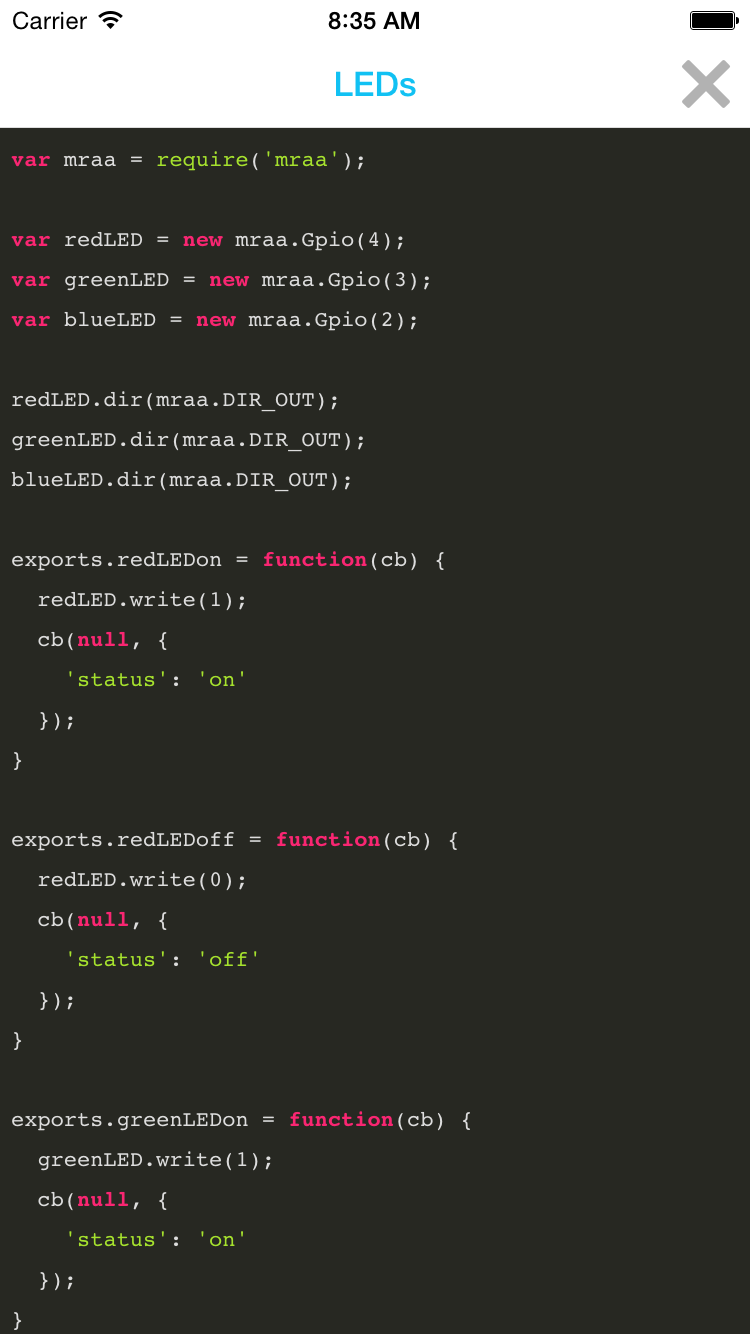 Carrier 8:35 AM
LEDs
var mraa = require('mraa');

var redLED = new mraa.Gpio(4);
var greenLED = new mraa.Gpio(3);
var blueLED = new mraa.Gpio(2);

redLED.dir(mraa.DIR_OUT);
greenLED.dir(mraa.DIR_OUT);
blueLED.dir(mraa.DIR_OUT);

exports.redLEDon = function(cb) {
  redLED.write(1);
  cb(null, {
    'status': 'on'
  });
}

exports.redLEDoff = function(cb) {
  redLED.write(0);
  cb(null, {
    'status': 'off'
  });
}

exports.greenLEDon = function(cb) {
  greenLED.write(1);
  cb(null, {
    'status': 'on'
  });
}